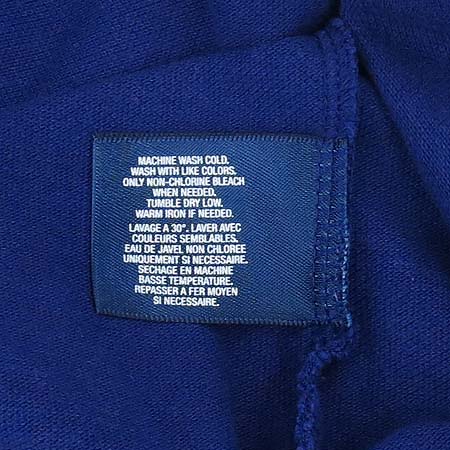 MACHINE WASH COLD.
WASH WITH LIKE COLORS.
ONLY NON-CHLORINE BLEACH
WHEN NEEDED.
TUMBLE DRY LOW.
WARM IRON IF NEEDED.
LAVAGE A 30°. LAVER AVEC
COULEURS SEMBLABLES.
EAU DE JAVEL NON CHLOREE
UNIQUEMENT SI NECESSAIRE.
SECHAGE EN MACHINE
BASSE TEMPERATURE.
REPASSER A FER MOYEN
SI NECESSAIRE.